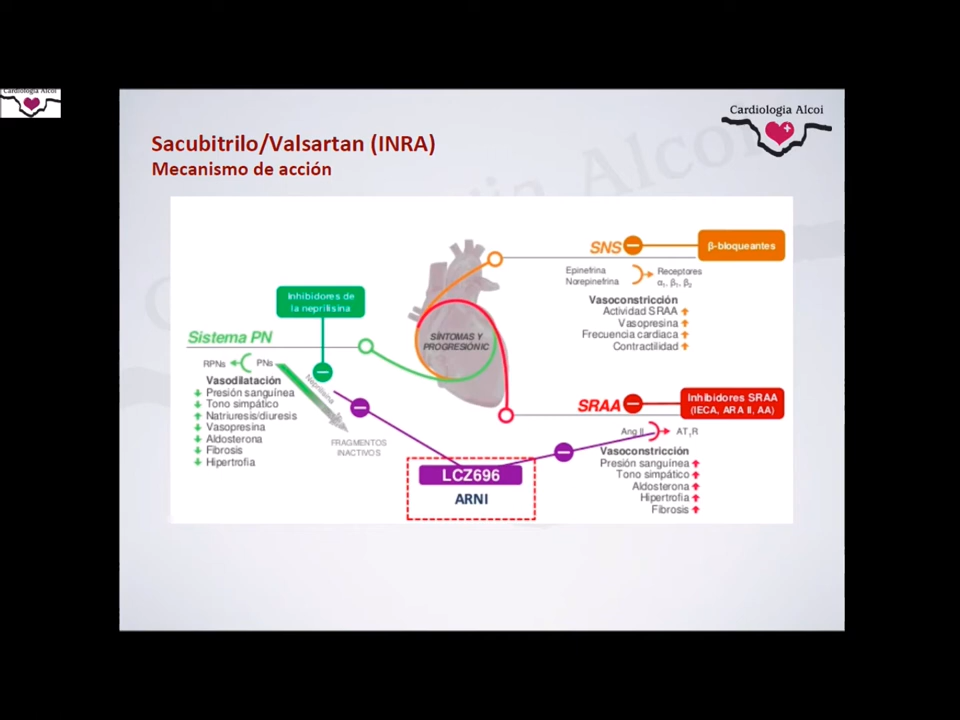 Cardiologia Alcoi
Cardiologia Alcoi
Sacubitrilo/Valsartan (INRA)
Mecanismo de acción
SNS
β-bloqueantes
Epinefrina
Norepinefrina
Receptores
α1, β1, β2
Vasoconstricción
Actividad SRAA
Vasopresina
Frecuencia cardiaca
Contractilidad
Inhibidores de
la neprilisina
Sistema PN
RPNs
PNs
Neprilisina
Vasodilatación
Presión sanguínea
Tono simpático
Natriuresis/diuresis
Vasopresina
Aldosterona
Fibrosis
Hipertrofia
FRAGMENTOS
INACTIVOS
SÍNTOMAS Y
PROGRESIÓNIC
SRAA
Inhibidores SRAA
(IECA, ARA II, AA)
Ang II
AT1R
Vasoconstricción
Presión sanguínea
Tono simpático
Aldosterona
Hipertrofia
Fibrosis
LCZ696
ARNI